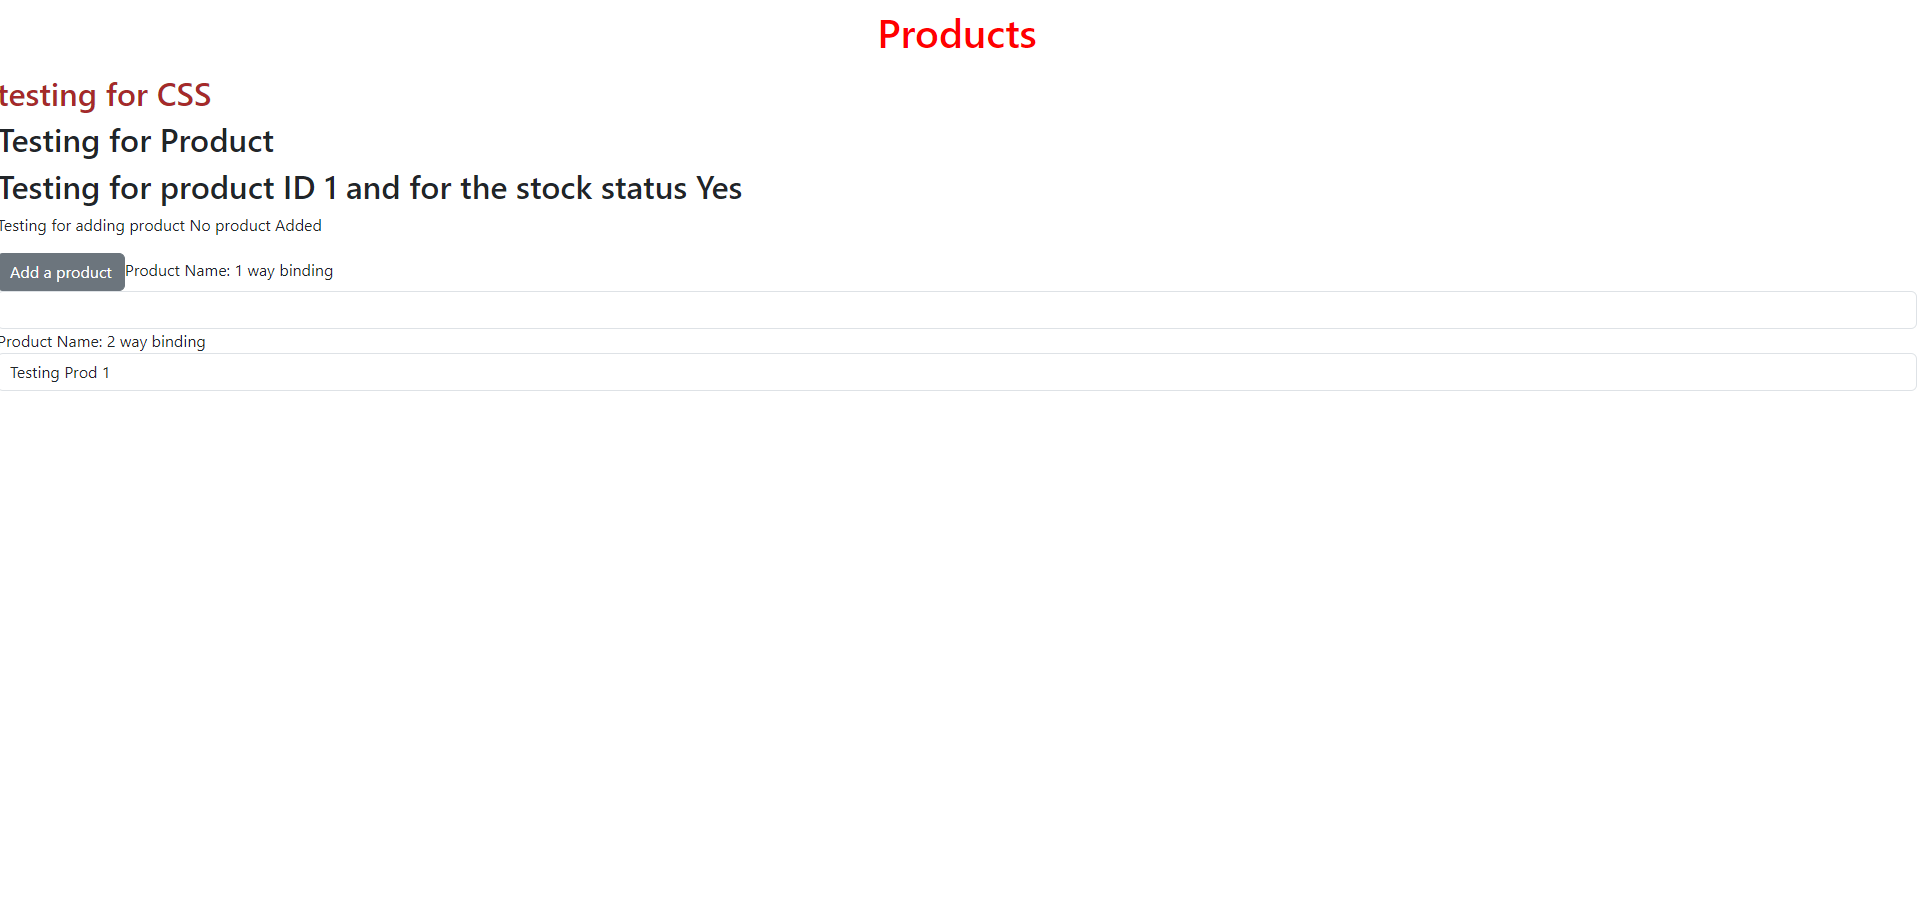 Products
testing for CSS
Testing for Product
Testing for product ID 1 and for the stock status Yes
Testing for adding product No product Added
Add a product Product Name: 1 way binding
Product Name: 2 way binding
Testing Prod 1